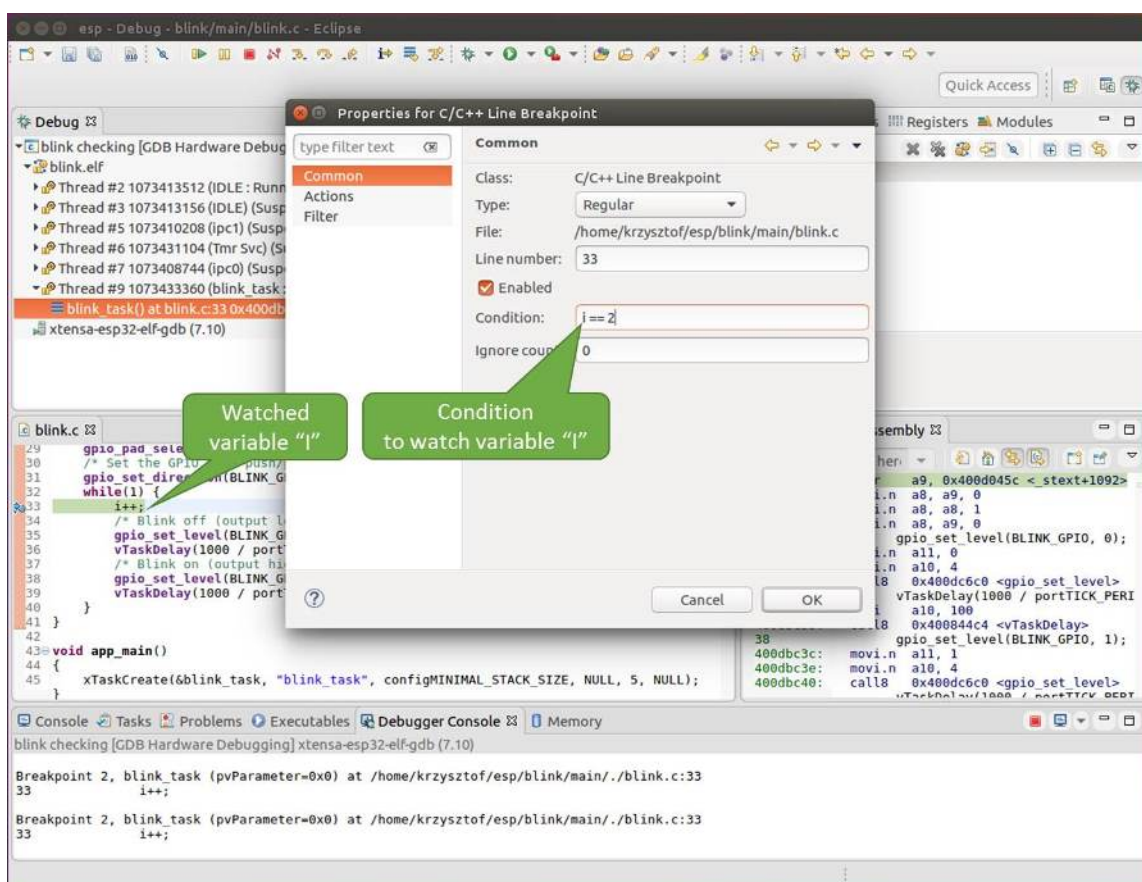 esp - Debug - blink/main/blink.c - Eclipse
Quick Access
Debug
blink checking [GDB Hardware Debug
blink.elf
Thread #2 1073413512 (IDLE : Runn
Thread #3 1073413156 (IDLE) (Susp
Thread #5 1073410208 (ipc1) (Susp
Thread #6 1073431104 (Tmr Svc) (S
Thread #7 1073408744 (ipc0) (Susp
Thread #9 1073433360 (blink_task :
blink_task() at blink.c:33 0x400db
xtensa-esp32-elf-gdb (7.10)
Properties for C/C++ Line Breakpoint
type filter text
Common
Actions
Filter
Common
Class: C/C++ Line Breakpoint
Type: Regular
File: /home/krzysztof/esp/blink/main/blink.c
Line number: 33
Enabled
Condition: i == 2
Ignore coun 0
Cancel OK
Registers Modules
Watched
variable “I”
Condition
to watch variable “I”
blink.c
29 gpio_pad_sele
30 /* Set the GPIO push/
31 gpio_set_dire on(BLINK_G
32 while(1) {
33 i++;
34 /* Blink off (output l
35 gpio_set_level(BLINK_G
36 vTaskDelay(1000 / port
37 /* Blink on (output hi
38 gpio_set_level(BLINK_G
39 vTaskDelay(1000 / port
40 }
41 }
42
43 void app_main()
44 {
45 xTaskCreate(&blink_task, "blink_task", configMINIMAL_STACK_SIZE, NULL, 5, NULL);
}
sembly
her
r a9, 0x400d045c <_stext+1092>
i.n a8, a9, 0
i.n a8, a8, 1
i.n a8, a9, 0
gpio_set_level(BLINK_GPIO, 0);
i.n a11, 0
i.n a10, 4
l8 0x400dc6c0 <gpio_set_level>
vTaskDelay(1000 / portTICK_PERI
i a10, 100
l8 0x400844c4 <vTaskDelay>
38 gpio_set_level(BLINK_GPIO, 1);
400dbc3c: movi.n a11, 1
400dbc3e: movi.n a10, 4
400dbc40: call8 0x400dc6c0 <gpio_set_level>
vTaskDelay(1000 / portTICK_PERI
Console Tasks Problems Executables Debugger Console Memory
blink checking [GDB Hardware Debugging] xtensa-esp32-elf-gdb (7.10)
Breakpoint 2, blink_task (pvParameter=0x0) at /home/krzysztof/esp/blink/main/./blink.c:33
33 i++;
Breakpoint 2, blink_task (pvParameter=0x0) at /home/krzysztof/esp/blink/main/./blink.c:33
33 i++;